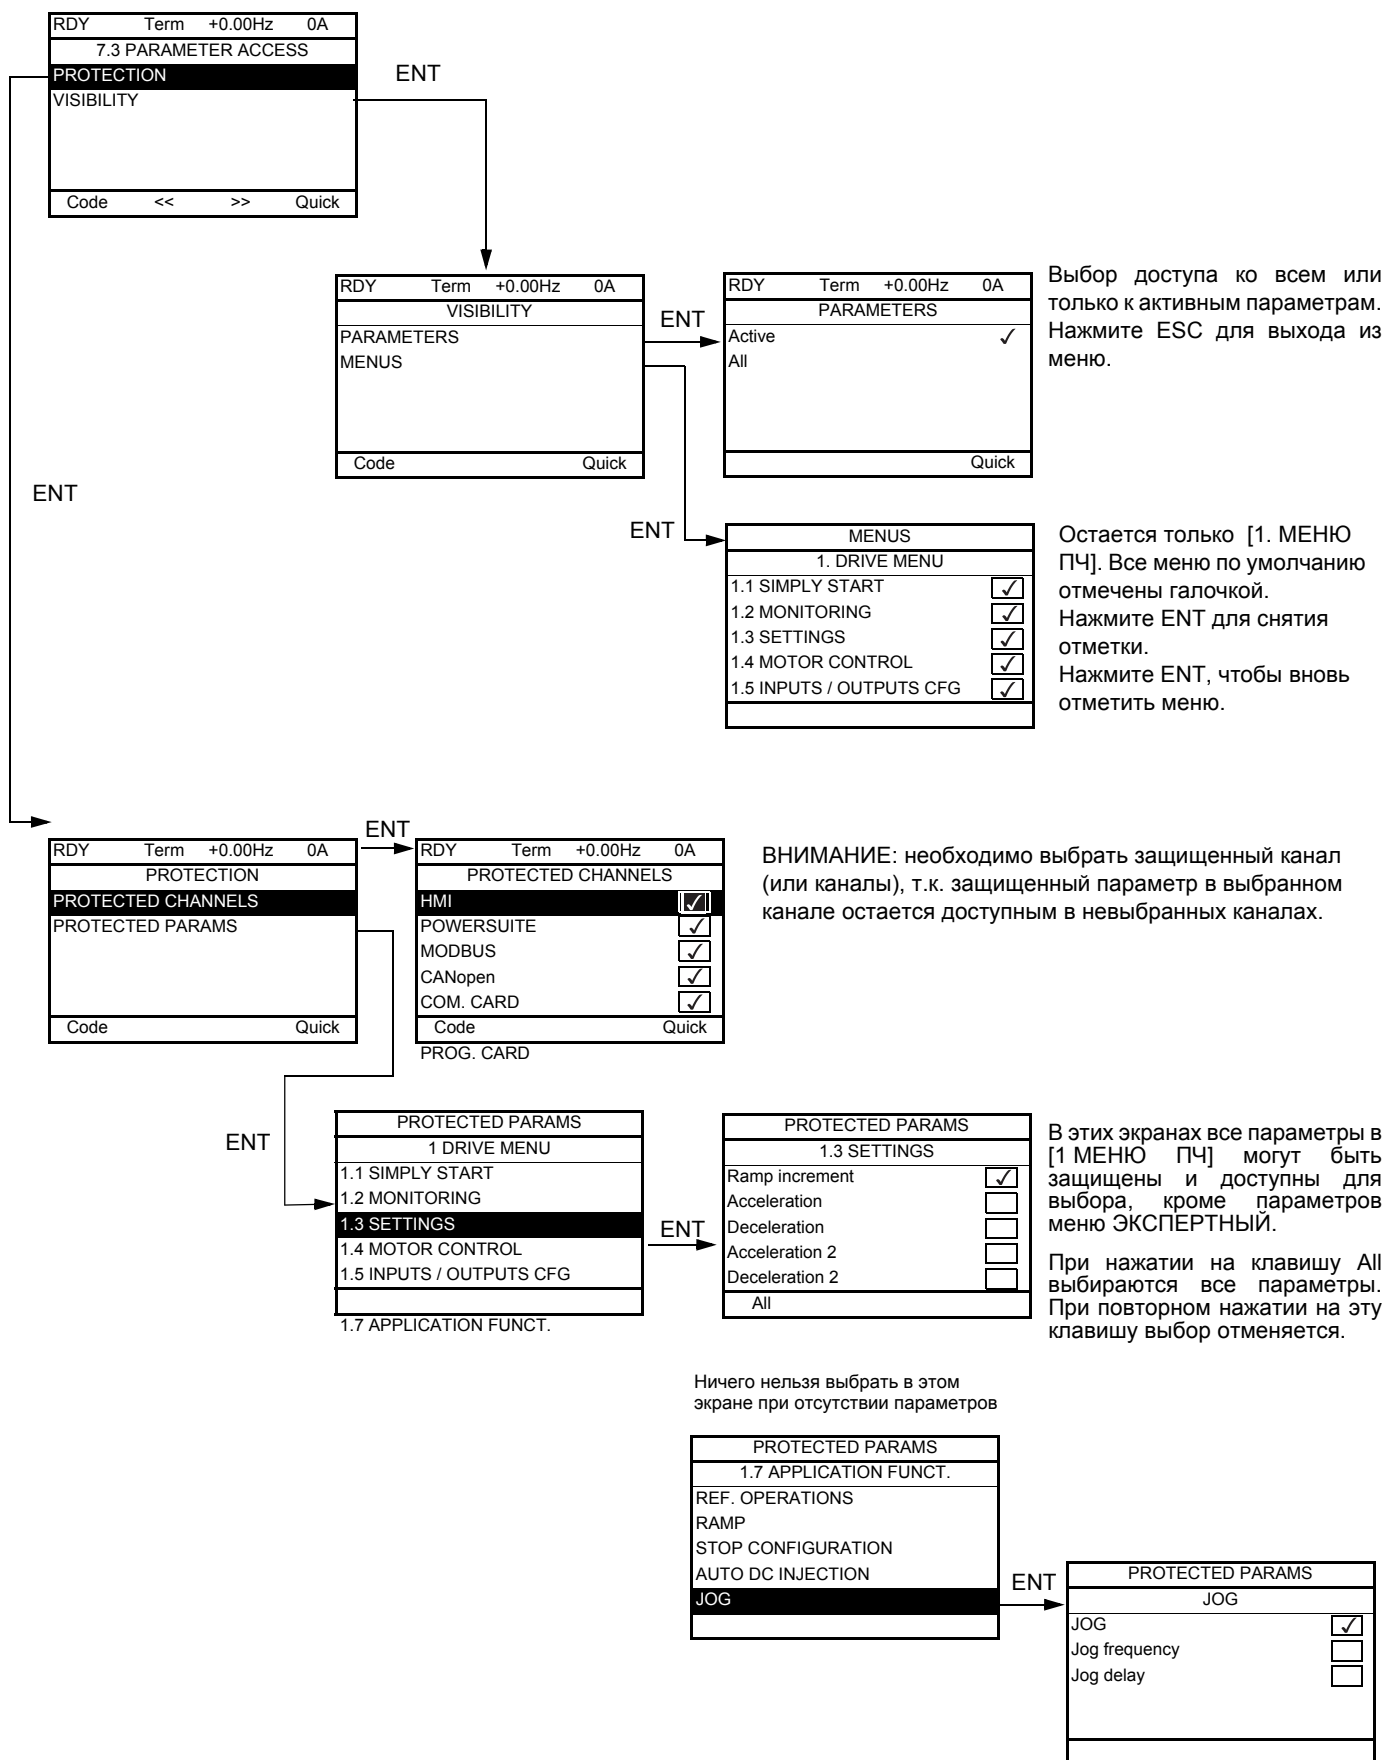 RDY Term +0.00Hz 0A
7.3 PARAMETER ACCESS
PROTECTION
VISIBILITY
Code << >> Quick
ENT
ENT
RDY Term +0.00Hz 0A
VISIBILITY
PARAMETERS
MENUS
Code Quick
ENT
RDY Term +0.00Hz 0A
PARAMETERS
Active ✓
All
Quick
Выбор доступа ко всем или
только к активным параметрам.
Нажмите ESC для выхода из
меню.
ENT
MENUS
1. DRIVE MENU
1.1 SIMPLY START ✓
1.2 MONITORING ✓
1.3 SETTINGS ✓
1.4 MOTOR CONTROL ✓
1.5 INPUTS / OUTPUTS CFG ✓
Остается только [1. МЕНЮ
ПЧ]. Все меню по умолчанию
отмечены галочкой.
Нажмите ENT для снятия
отметки.
Нажмите ENT, чтобы вновь
отметить меню.
RDY Term +0.00Hz 0A
PROTECTION
PROTECTED CHANNELS
PROTECTED PARAMS
Code Quick
ENT
RDY Term +0.00Hz 0A
PROTECTED CHANNELS
HMI ✓
POWERSUITE ✓
MODBUS ✓
CANopen ✓
COM. CARD ✓
Code Quick
PROG. CARD
ВНИМАНИЕ: необходимо выбрать защищенный канал
(или каналы), т.к. защищенный параметр в выбранном
канале остается доступным в невыбранных каналах.
ENT
PROTECTED PARAMS
1 DRIVE MENU
1.1 SIMPLY START
1.2 MONITORING
1.3 SETTINGS
1.4 MOTOR CONTROL
1.5 INPUTS / OUTPUTS CFG
1.7 APPLICATION FUNCT.
ENT
PROTECTED PARAMS
1.3 SETTINGS
Ramp increment ✓
Acceleration
Deceleration
Acceleration 2
Deceleration 2
All
В этих экранах все параметры в
[1 МЕНЮ ПЧ] могут быть
защищены и доступны для
выбора, кроме параметров
меню ЭКСПЕРТНЫЙ.
При нажатии на клавишу All
выбираются все параметры.
При повторном нажатии на эту
клавишу выбор отменяется.
Ничего нельзя выбрать в этом
экране при отсутствии параметров
PROTECTED PARAMS
1.7 APPLICATION FUNCT.
REF. OPERATIONS
RAMP
STOP CONFIGURATION
AUTO DC INJECTION
JOG
ENT
PROTECTED PARAMS
JOG
JOG ✓
Jog frequency
Jog delay